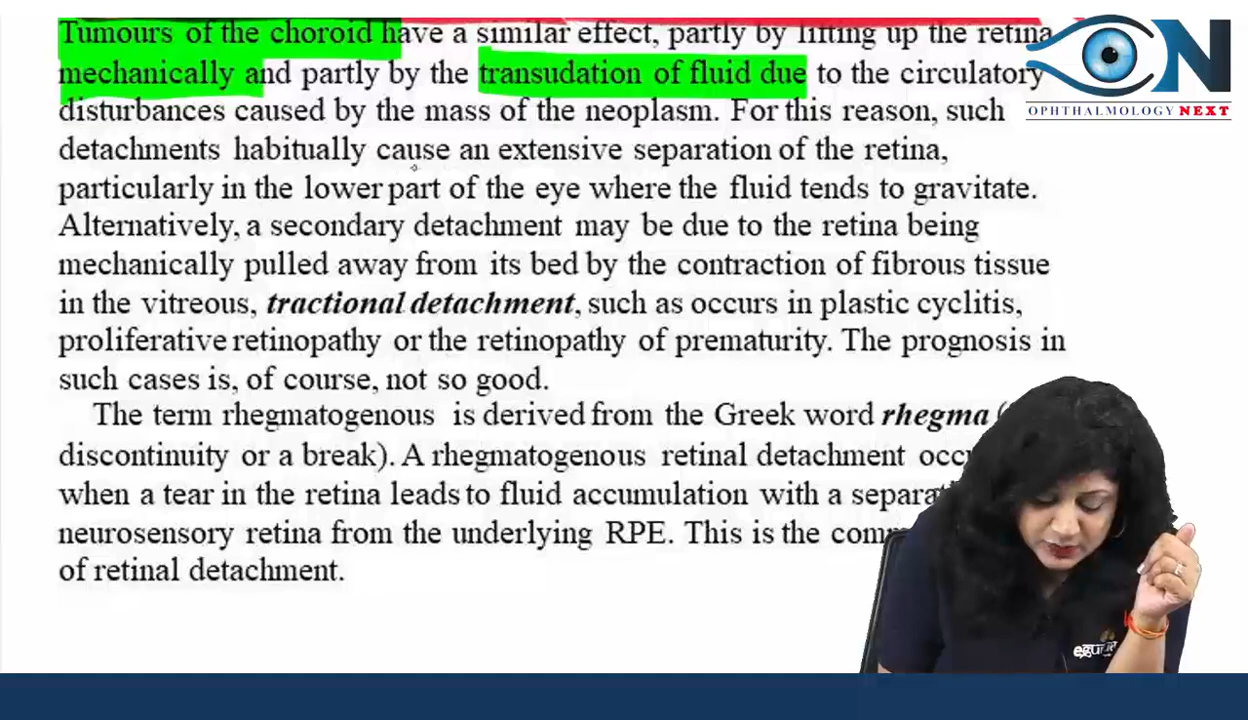 Tumours of the choroid have a similar effect, partly by lifting up the retina
mechanically and partly by the transudation of fluid due to the circulatory
disturbances caused by the mass of the neoplasm. For this reason, such
detachments habitually cause an extensive separation of the retina,
particularly in the lower part of the eye where the fluid tends to gravitate.
Alternatively, a secondary detachment may be due to the retina being
mechanically pulled away from its bed by the contraction of fibrous tissue
in the vitreous, tractional detachment, such as occurs in plastic cyclitis,
proliferative retinopathy or the retinopathy of prematurity. The prognosis in
such cases is, of course, not so good.
The term rhegmatogenous is derived from the Greek word rhegma (
discontinuity or a break). A rhegmatogenous retinal detachment
when a tear in the retina leads to fluid accumulation with a
neurosensory retina from the underlying RPE. This is the
of retinal detachment.
ON
OPHTHALMOLOGY NEXT